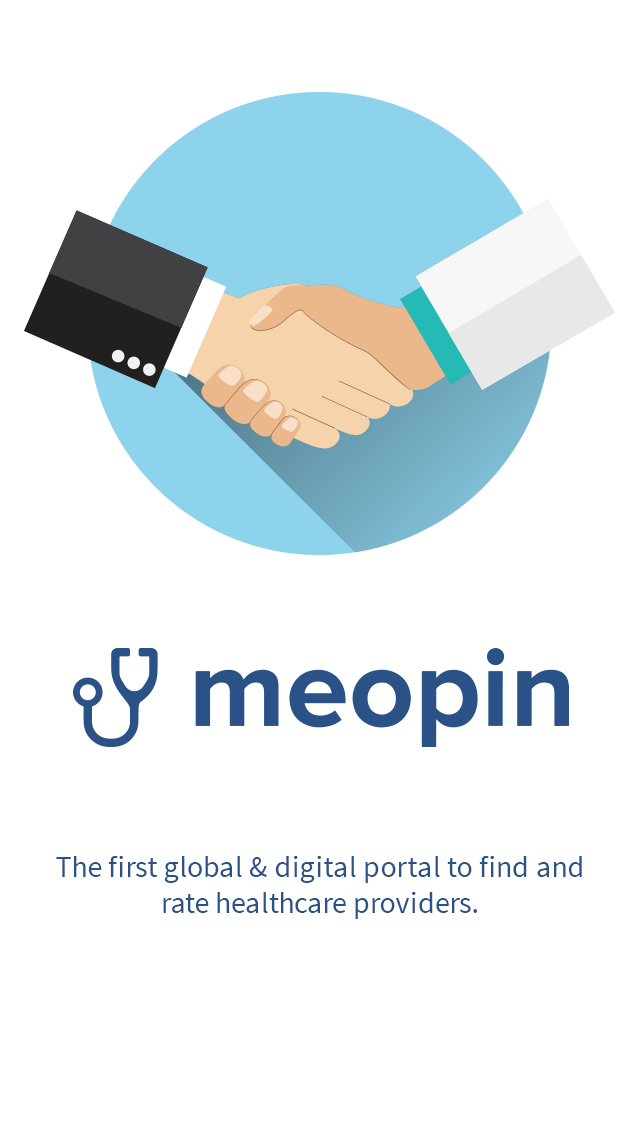 meopin
The first global & digital portal to find and
rate healthcare providers.